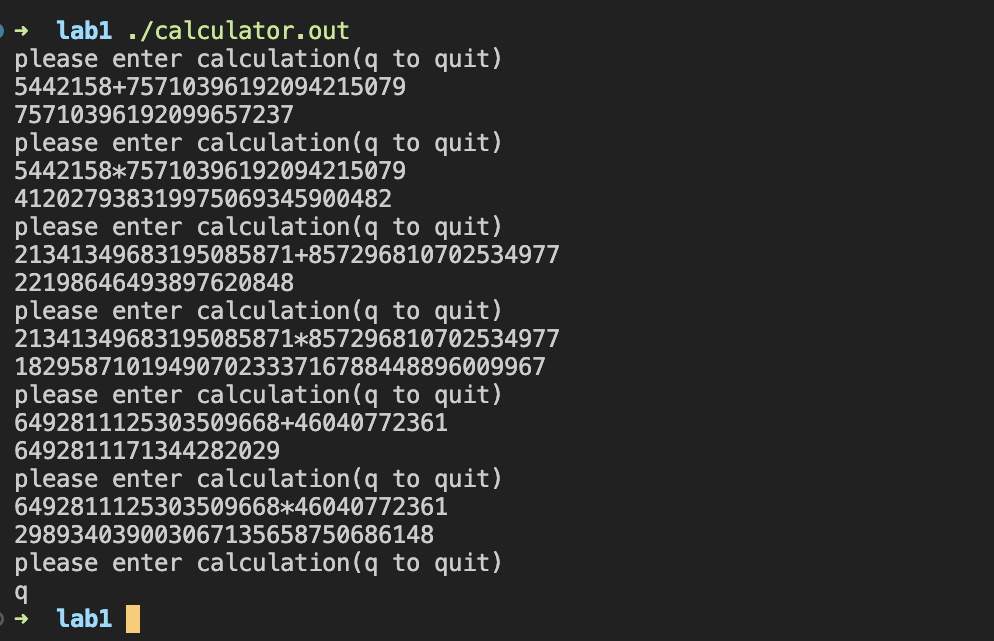 ➜ lab1 ./calculator.out
please enter calculation(q to quit)
5442158+75710396192094215079
75710396192099657237
please enter calculation(q to quit)
5442158*75710396192094215079
412027938319975069345900482
please enter calculation(q to quit)
21341349683195085871+857296810702534977
22198646493897620848
please enter calculation(q to quit)
21341349683195085871*857296810702534977
18295871019490702333716788448896009967
please enter calculation(q to quit)
6492811125303509668+46040772361
6492811171344282029
please enter calculation(q to quit)
6492811125303509668*46040772361
298934039003067135658750686148
please enter calculation(q to quit)
q
➜ lab1